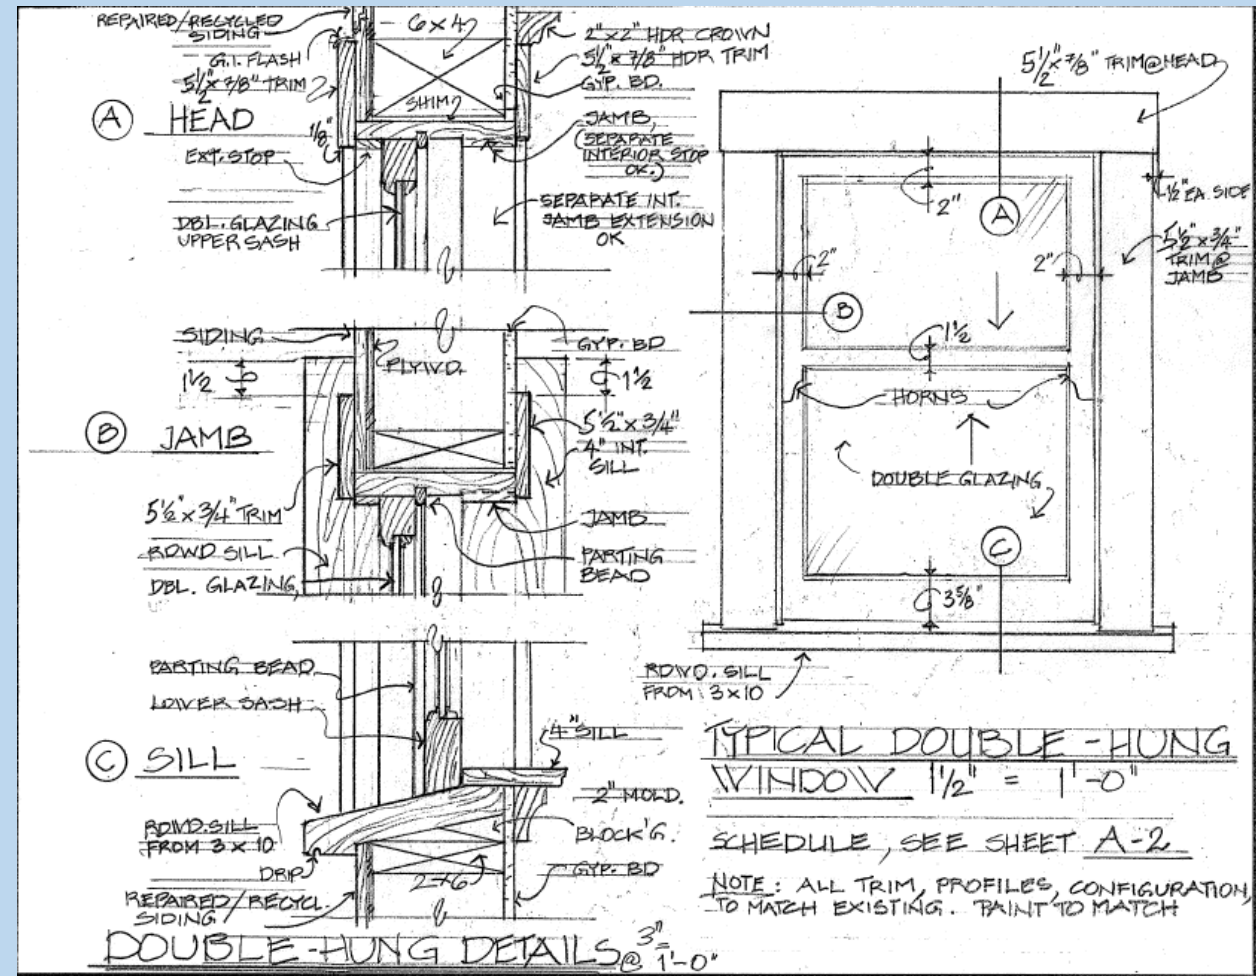 REPAIRED/RECYCLED
SIDING
G.I. FLASH
5 1/2" x 7/8" TRIM
A HEAD
1/8"
EXT. STOP
DBL. GLAZING
UPPER SASH
6x4
SHIM
2"x2" HDR CROWN
5 1/2" x 7/8" HDR TRIM
GYP. BD.
JAMB,
(SEPARATE
INTERIOR STOP
OK.)
SEPARATE INT.
JAMB EXTENSION
OK
SIDING
PLYWD.
GYP. BD
1 1/2
1 1/2
B JAMB
5 1/2" x 3/4" TRIM
RDWD SILL
DBL. GLAZING
5 1/2" x 3/4"
4" INT.
SILL
JAMB
PARTING
BEAD
PARTING BEAD
LOWER SASH
C SILL
4" SILL
2" MOLD.
BLOCK'G.
RDWD. SILL
FROM 3 x 10
DRIP
2x6
GYP. BD
REPAIRED/RECYCL.
SIDING
DOUBLE-HUNG DETAILS @ 3" = 1'-0"
5 1/2" x 7/8" TRIM@HEAD
2"
A
1/2" EA. SIDE
5 1/2" x 3/4"
TRIM@
JAMB
2"
2"
B
1 1/2
HORNS
DOUBLE GLAZING
C
3 5/8"
RDWD. SILL
FROM 3x10
TYPICAL DOUBLE-HUNG
WINDOW 1 1/2" = 1'-0"
SCHEDULE, SEE SHEET A-2
NOTE: ALL TRIM, PROFILES, CONFIGURATION,
TO MATCH EXISTING. PAINT TO MATCH